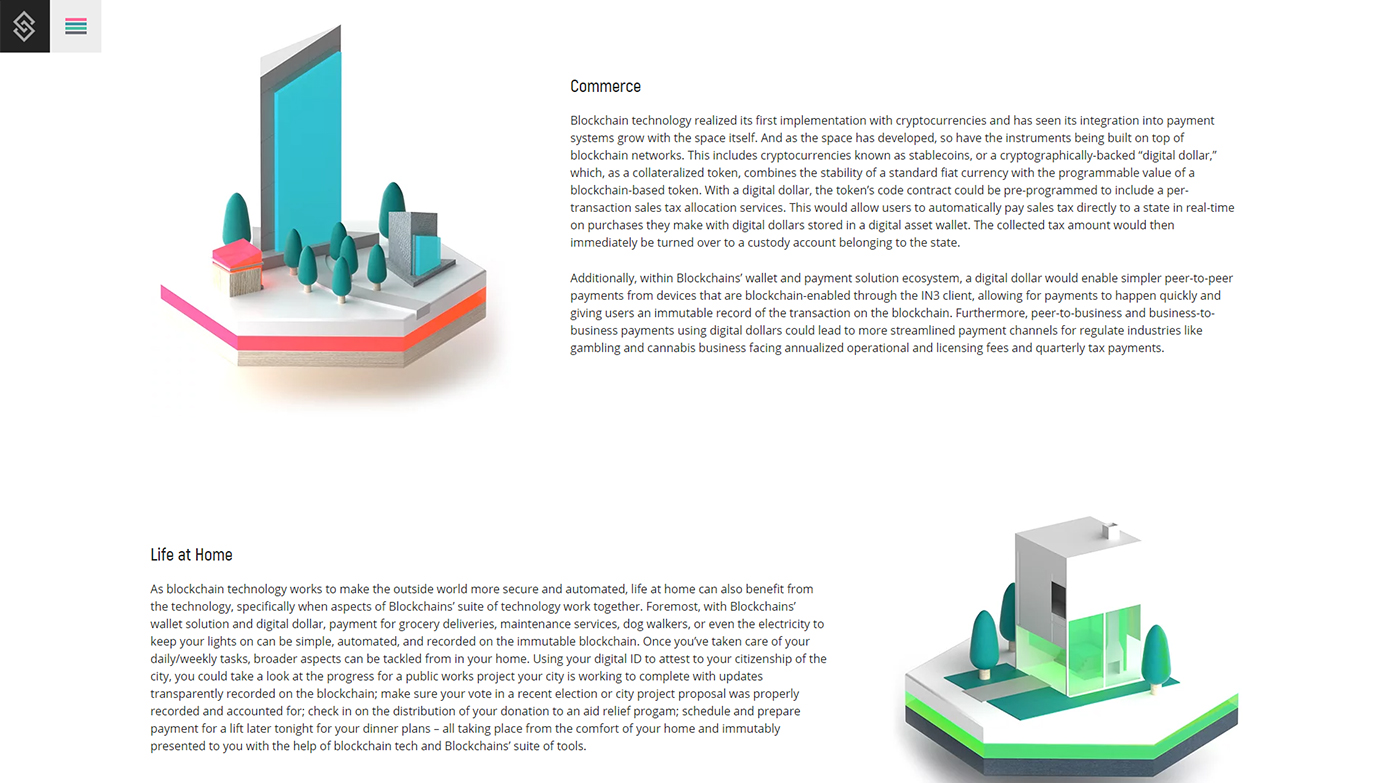 Commerce
Blockchain technology realized its first implementation with cryptocurrencies and has seen its integration into payment
systems grow with the space itself. And as the space has developed, so have the instruments being built on top of
blockchain networks. This includes cryptocurrencies known as stablecoins, or a cryptographically-backed “digital dollar,”
which, as a collateralized token, combines the stability of a standard fiat currency with the programmable value of a
blockchain-based token. With a digital dollar, the token’s code contract could be pre-programmed to include a per-
transaction sales tax allocation services. This would allow users to automatically pay sales tax directly to a state in real-time
on purchases they make with digital dollars stored in a digital asset wallet. The collected tax amount would then
immediately be turned over to a custody account belonging to the state.
Additionally, within Blockchains’ wallet and payment solution ecosystem, a digital dollar would enable simpler peer-to-peer
payments from devices that are blockchain-enabled through the IN3 client, allowing for payments to happen quickly and
giving users an immutable record of the transaction on the blockchain. Furthermore, peer-to-business and business-to-
business payments using digital dollars could lead to more streamlined payment channels for regulate industries like
gambling and cannabis business facing annualized operational and licensing fees and quarterly tax payments.
Life at Home
As blockchain technology works to make the outside world more secure and automated, life at home can also benefit from
the technology, specifically when aspects of Blockchains’ suite of technology work together. Foremost, with Blockchains’
wallet solution and digital dollar, payment for grocery deliveries, maintenance services, dog walkers, or even the electricity to
keep your lights on can be simple, automated, and recorded on the immutable blockchain. Once you’ve taken care of your
daily/weekly tasks, broader aspects can be tackled from in your home. Using your digital ID to attest to your citizenship of the
city, you could take a look at the progress for a public works project your city is working to complete with updates
transparently recorded on the blockchain; make sure your vote in a recent election or city project proposal was properly
recorded and accounted for; check in on the distribution of your donation to an aid relief progam; schedule and prepare
payment for a lift later tonight for your dinner plans – all taking place from the comfort of your home and immutably
presented to you with the help of blockchain tech and Blockchains’ suite of tools.